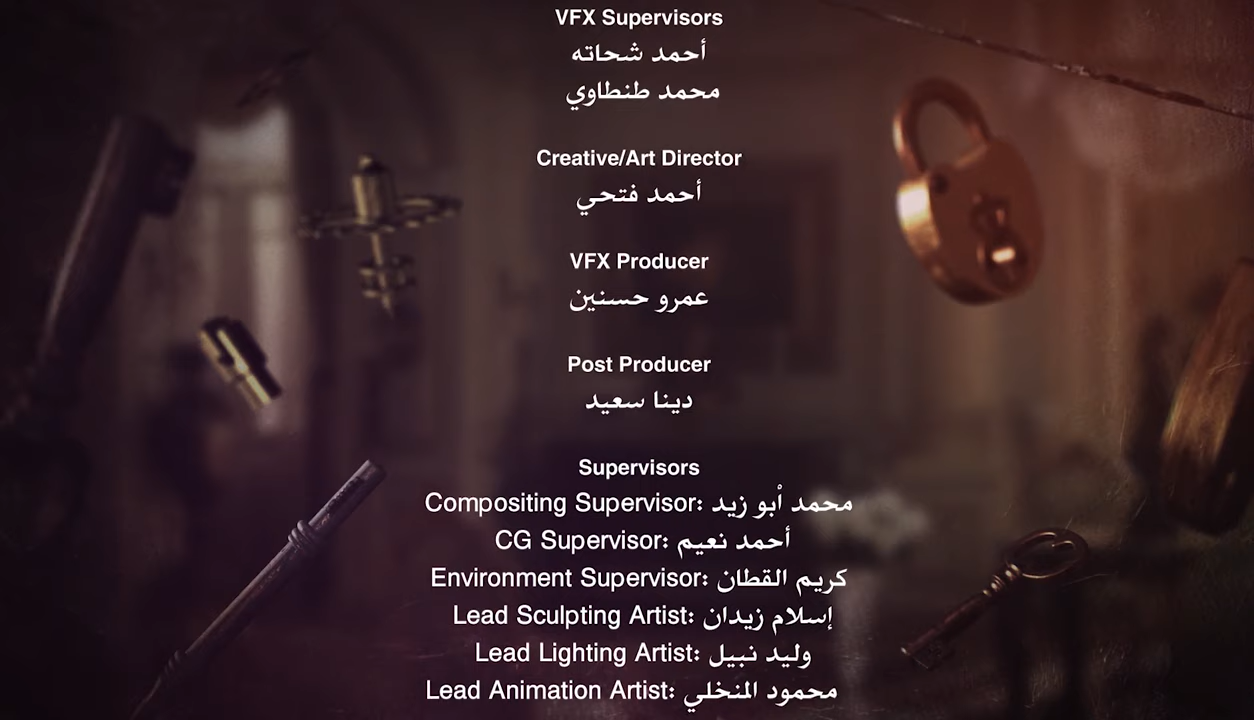 VFX Supervisors
أحمد شحاته
محمد طنطاوي
Creative/Art Director
أحمد فتحي
VFX Producer
عمرو حسنين
Post Producer
دينا سعيد
Supervisors
Compositing Supervisor: محمد أبو زيد
CG Supervisor: أحمد نعيم
Environment Supervisor: كريم القطان
Lead Sculpting Artist: إسلام زيدان
Lead Lighting Artist: وليد نبيل
Lead Animation Artist: محمود المنخلي